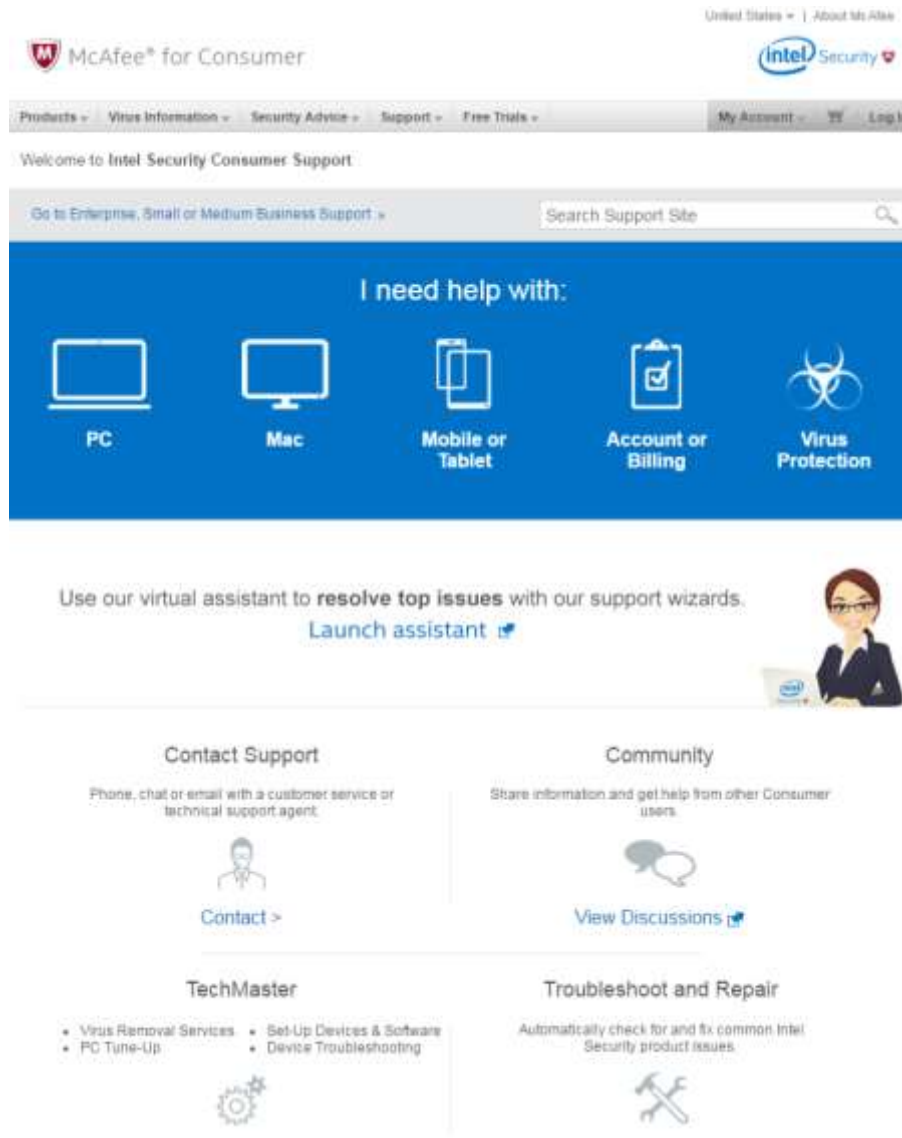 United States | About McAfee
McAfee® for Consumer
intel Security
Products Virus Information Security Advice Support Free Trials My Account Log I
Welcome to Intel Security Consumer Support
Go to Enterprise, Small or Medium Business Support »
Search Support Site
I need help with:
PC
Mac
Mobile or
Tablet
Account or
Billing
Virus
Protection
Use our virtual assistant to resolve top issues with our support wizards.
Launch assistant
intel
Contact Support
Phone, chat or email with a customer service or
technical support agent.
Contact >
Community
Share information and get help from other Consumer
users.
View Discussions
TechMaster
• Virus Removal Services
• PC Tune-Up
• Set-Up Devices & Software
• Device Troubleshooting
Troubleshoot and Repair
Automatically check for and fix common Intel
Security product issues.